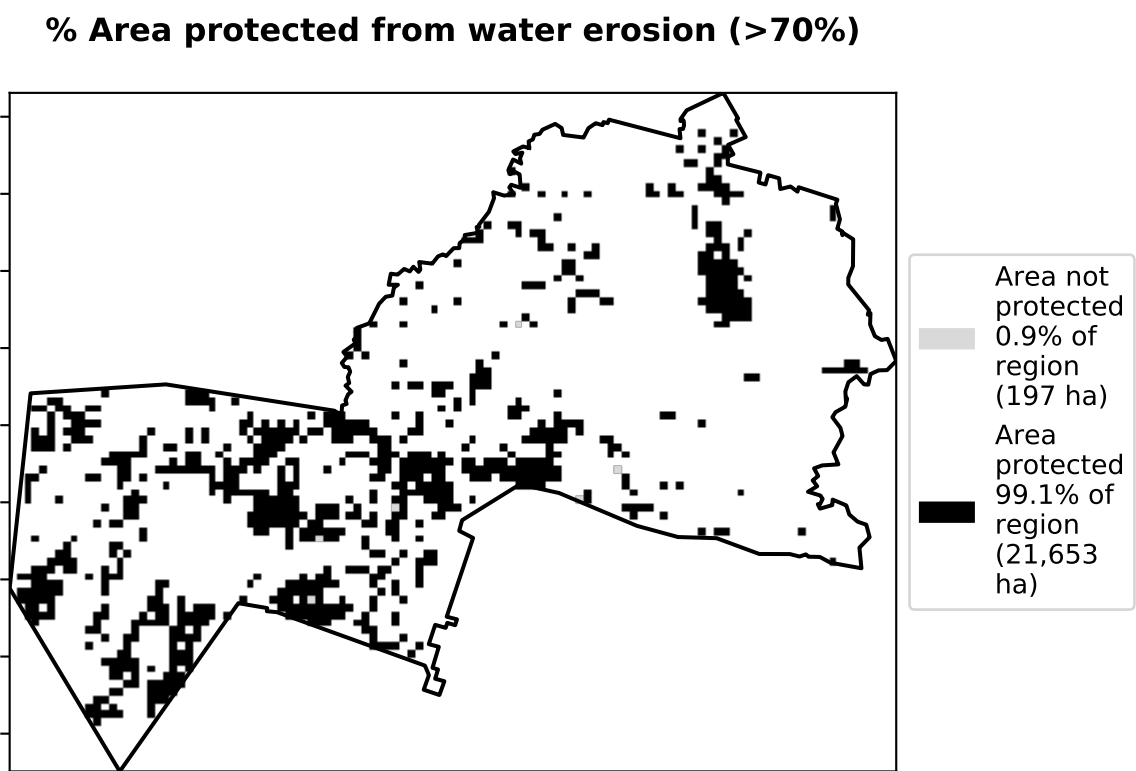 % Area protected from water erosion (>70%)
Area not
protected
0.9% of
region
(197 ha)
Area
protected
99.1% of
region
(21,653
ha)